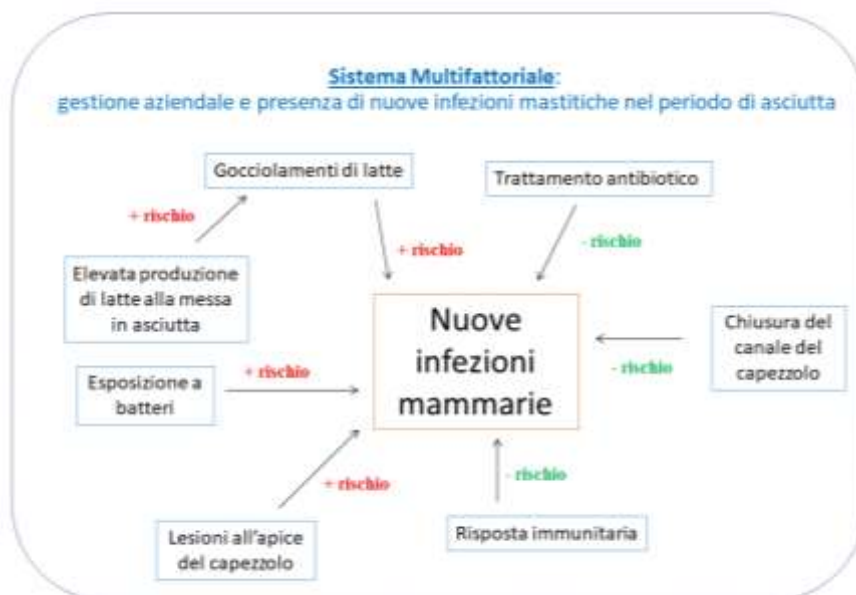 Sistema Multifattoriale:
gestione aziendale e presenza di nuove infezioni mastitiche nel periodo di asciutta
Gocciolamenti di latte
Trattamento antibiotico
+ rischio
- rischio
+ rischio
Elevata produzione
di latte alla messa
in asciutta
Nuove
infezioni
mammarie
Chiusura del
canale del
capezzolo
- rischio
+ rischio
Esposizione a
batteri
+ rischio
- rischio
Lesioni all'apice
del capezzolo
Risposta immunitaria